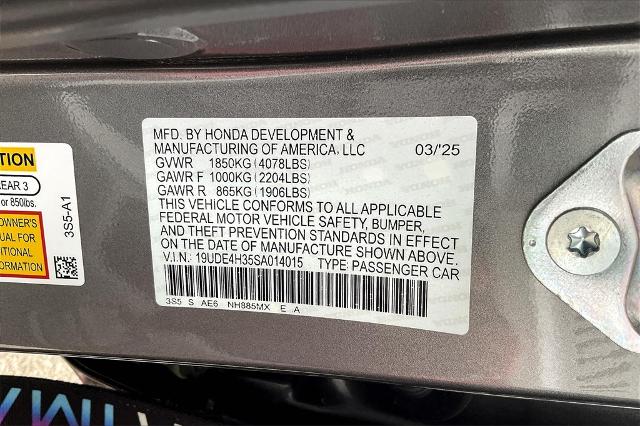 MFD. BY HONDA DEVELOPMENT &
MANUFACTURING OF AMERICA, LLC 03/'25
GVWR 1850KG(4078LBS)
GAWR F 1000KG(2204LBS)
GAWR R 865KG(1906LBS)
THIS VEHICLE CONFORMS TO ALL APPLICABLE
FEDERAL MOTOR VEHICLE SAFETY, BUMPER,
AND THEFT PREVENTION STANDARDS IN EFFECT
ON THE DATE OF MANUFACTURE SHOWN ABOVE.
V.I.N.: 19UDE4H35SA014015 TYPE: PASSENGER CAR
3S5 S AE6 NH885MX E A
REAR 3
or 850lbs.
OWNER'S
UAL FOR
ITIONAL
ORMATION
3S5-A1